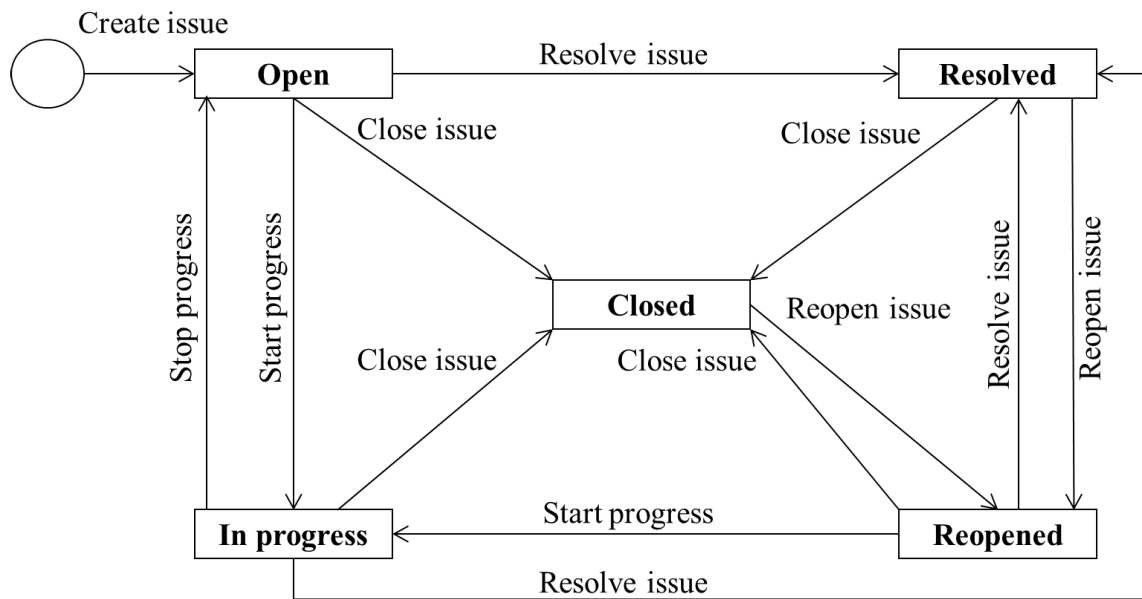 Create issue
Open
Resolve issue
Resolved
Close issue
Close issue
Stop progress
Start progress
Closed
Reopen issue
Resolve issue
Reopen issue
Close issue
Close issue
In progress
Start progress
Reopened
Resolve issue